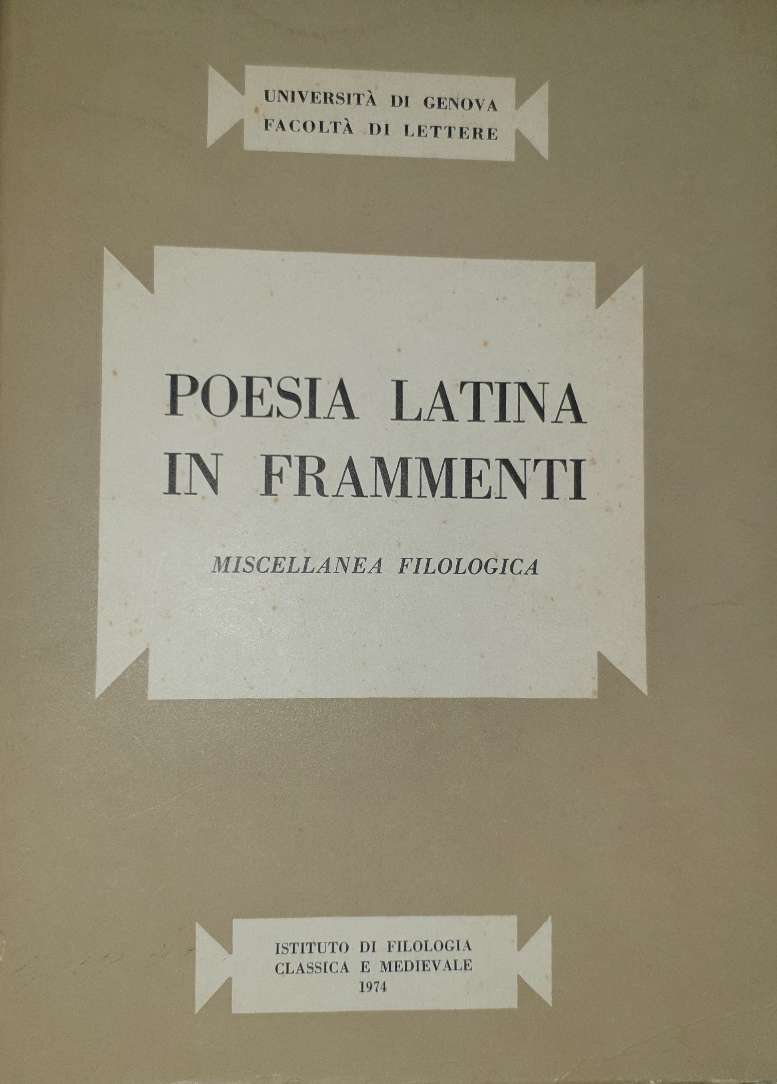 UNIVERSITÀ DI GENOVA
FACOLTÀ DI LETTERE
POESIA LATINA
IN FRAMMENTI
MISCELLANEA FILOLOGICA
ISTITUTO DI FILOLOGIA
CLASSICA E MEDIEVALE
1974